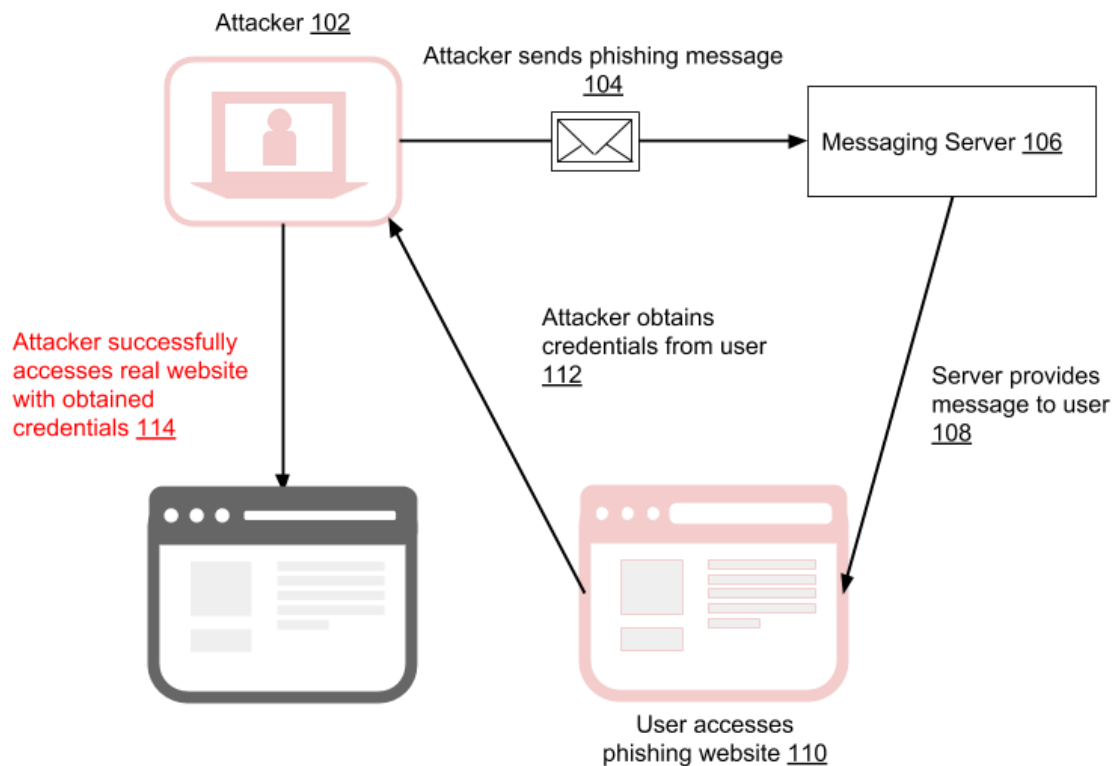 Attacker 102
Attacker sends phishing message
104
Messaging Server 106
Attacker successfully
accesses real website
with obtained
credentials 114
Attacker obtains
credentials from user
112
Server provides
message to user
108
User accesses
phishing website 110